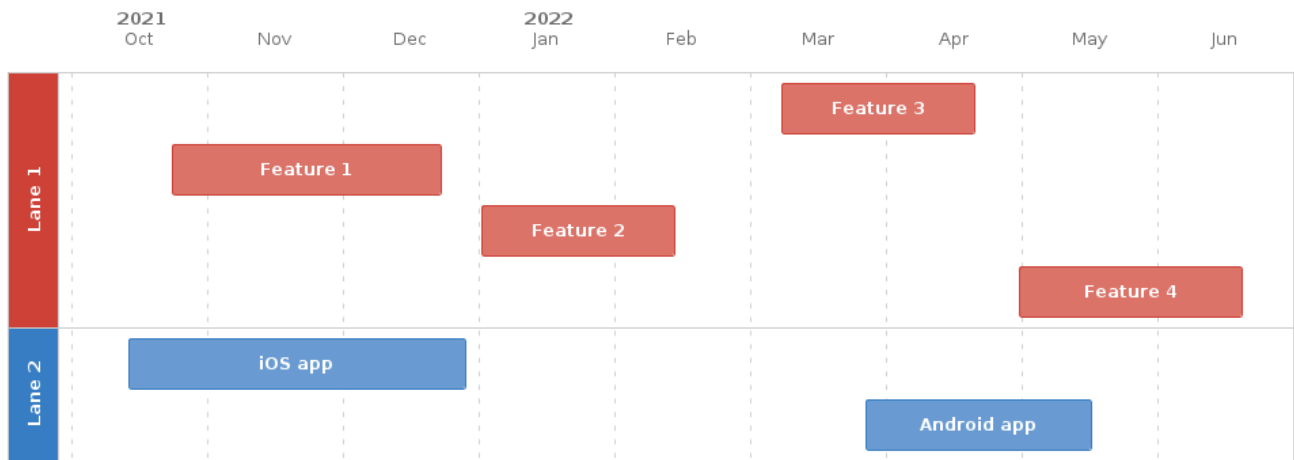 2021 2022
Oct Nov Dec Jan Feb Mar Apr May Jun
Lane 1
Feature 3
Feature 1
Feature 2
Feature 4
Lane 2
iOS app
Android app